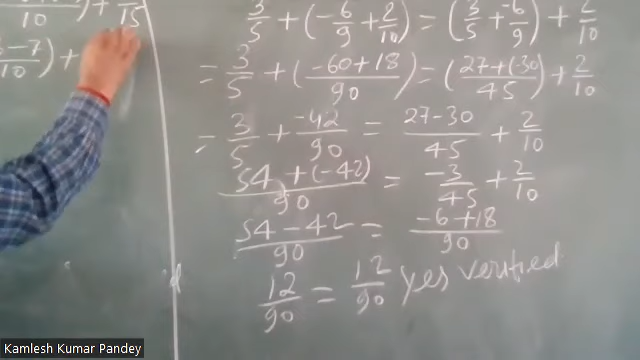 10 ) + 15
- 7 / 10 ) +
3/5 + (-6/9 + 2/10) = (3/5 + -6/9) + 2/10
= 3/5 + (-60+18 / 90) = (27+(-30) / 45) + 2/10
= 3/5 + -42/90 = 27-30 / 45 + 2/10
54 + (-42) / 90 = -3/45 + 2/10
54 - 42 / 90 = -6+18 / 90
12/90 = 12/90 yes verified
Kamlesh Kumar Pandey